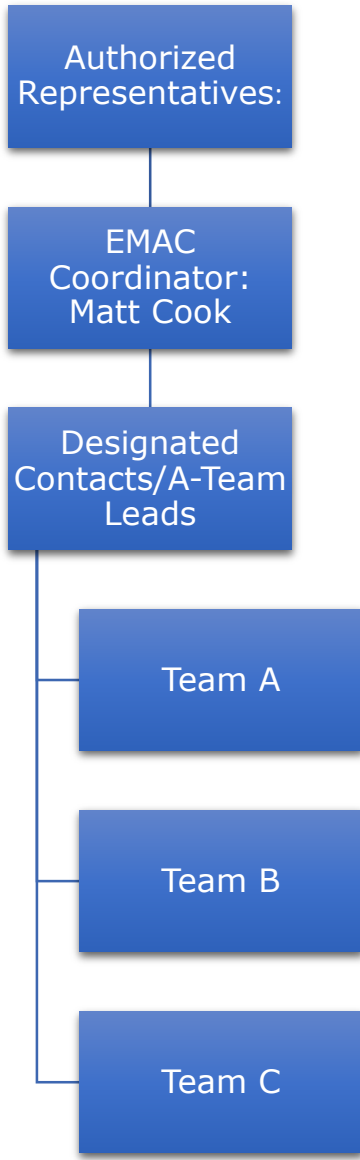 Authorized
Representatives:
EMAC
Coordinator:
Matt Cook
Designated
Contacts/A-Team
Leads
Team A
Team B
Team C